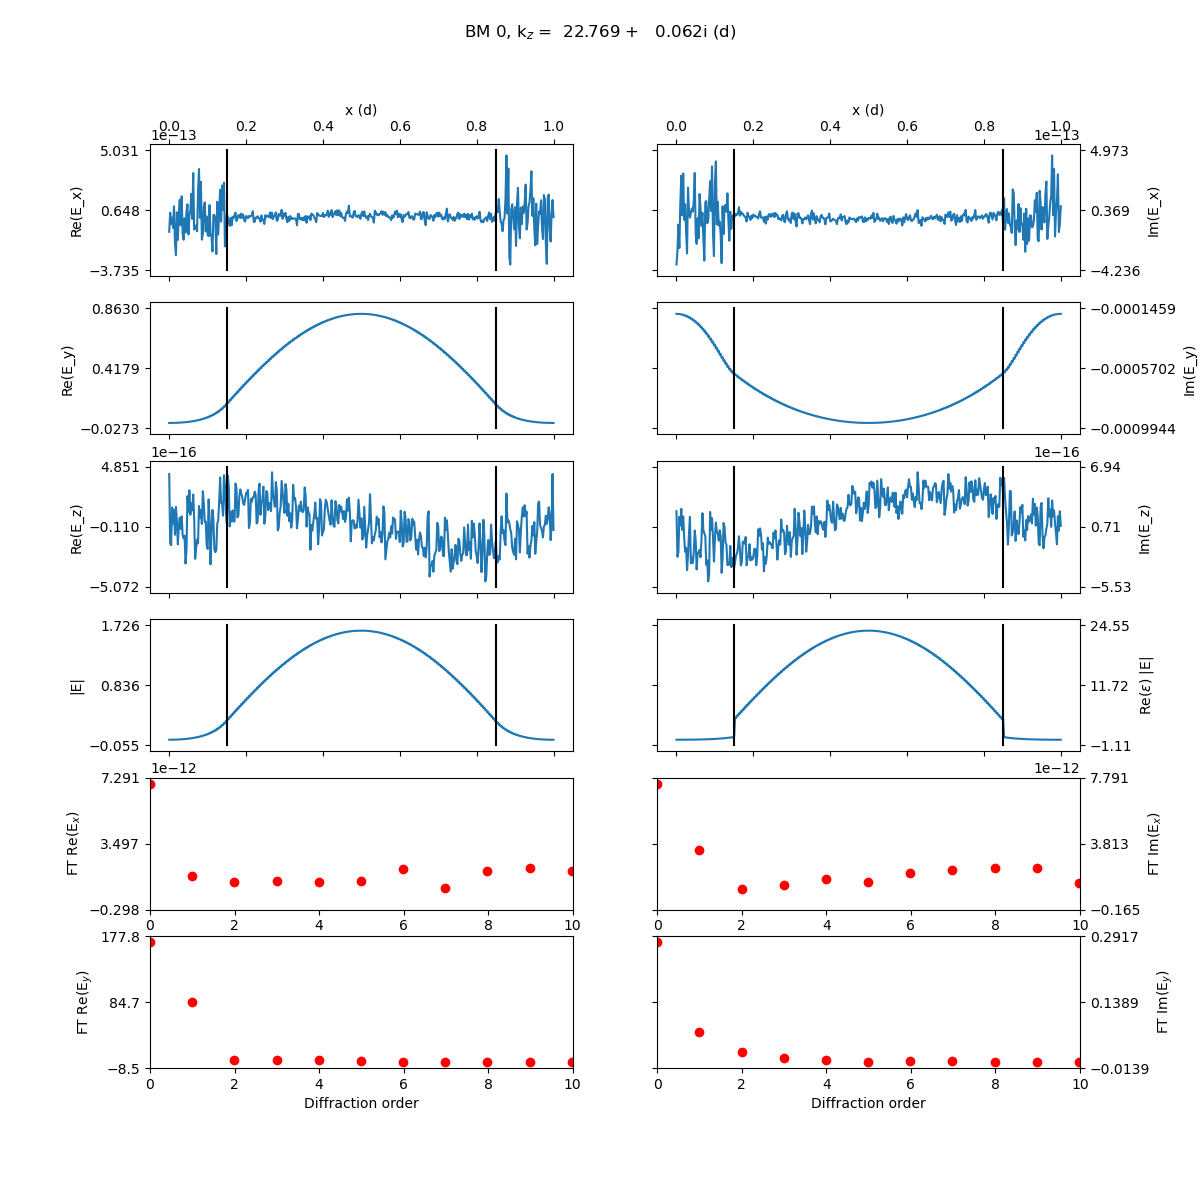 BM 0, k_z = 22.769 + 0.062i (d)
x (d) x (d)
0.0 0.2 0.4 0.6 0.8 1.0 0.0 0.2 0.4 0.6 0.8 1.0
1e−13 1e−13
5.031 4.973
Re(E_x) 0.648 0.369 Im(E_x)
−3.735 −4.236
0.8630 −0.0001459
Re(E_y) 0.4179 −0.0005702 Im(E_y)
−0.0273 −0.0009944
1e−16 1e−16
4.851 6.94
Re(E_z) −0.110 0.71 Im(E_z)
−5.072 −5.53
1.726 24.55
|E| 0.836 11.72 Re(ε) |E|
−0.055 −1.11
1e−12 1e−12
7.291 7.791
FT Re(E_x) 3.497 3.813 FT Im(E_x)
−0.298 −0.165
0 2 4 6 8 10 0 2 4 6 8 10
177.8 0.2917
FT Re(E_y) 84.7 0.1389 FT Im(E_y)
−8.5 −0.0139
0 2 4 6 8 10 0 2 4 6 8 10
Diffraction order Diffraction order